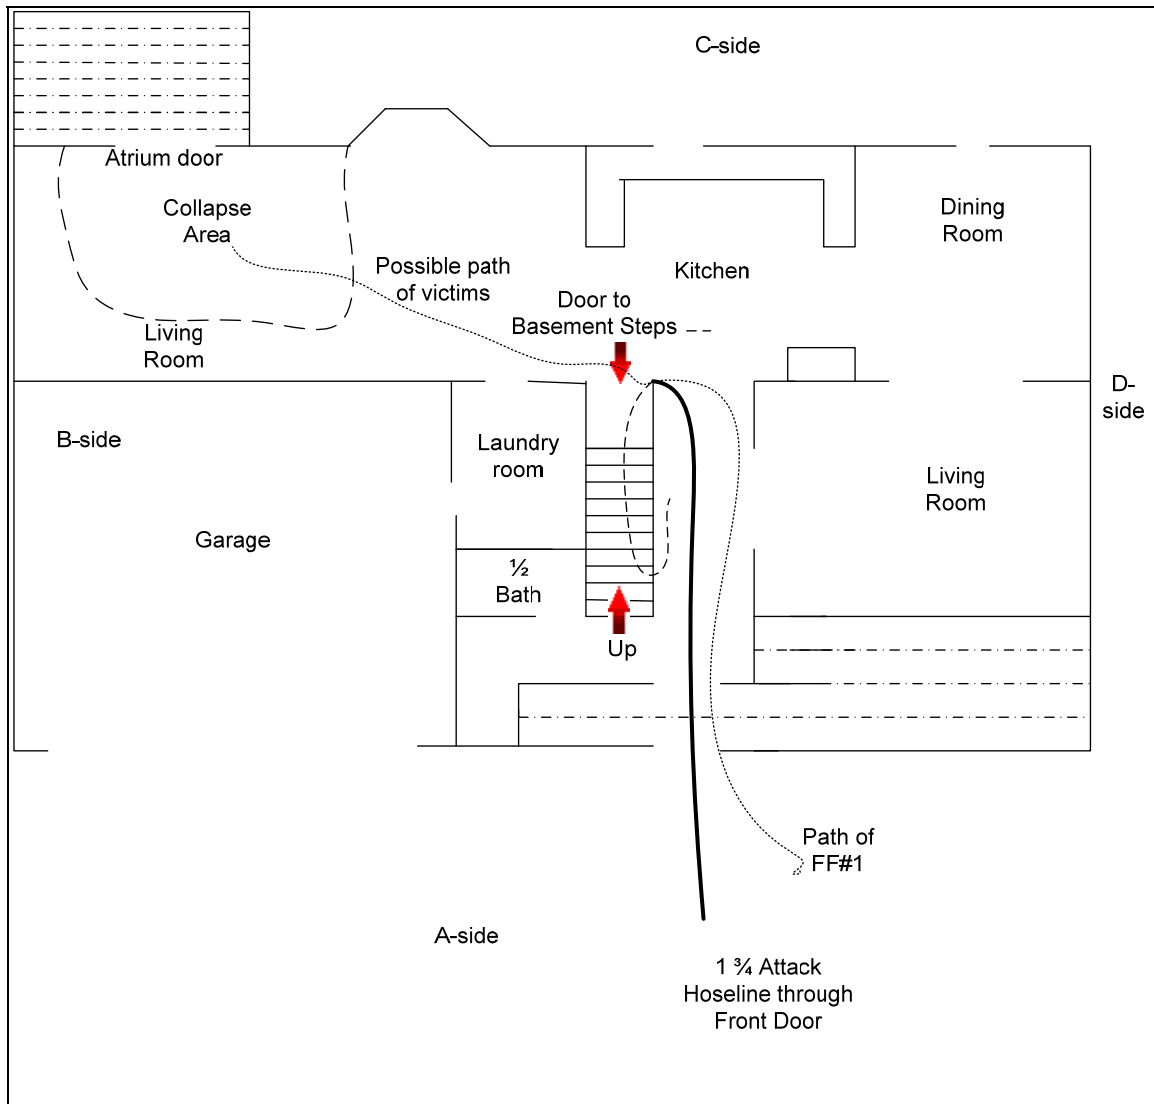 C-side
Atrium door
Collapse
Area
Dining
Room
Possible path
of victims
Kitchen
Door to
Basement Steps
Living
Room
D-
side
B-side
Laundry
room
Living
Room
Garage
½
Bath
Up
Path of
FF#1
A-side
1 ¾ Attack
Hoseline through
Front Door